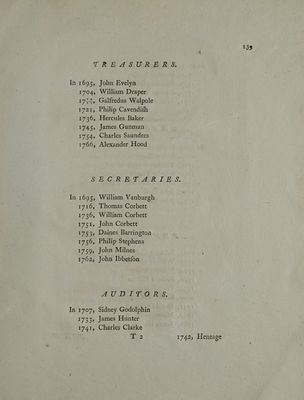 139
TREASURERS.
In 1695, John Evelyn
1704, William Draper
Galfredus Walpole
1721, Philip Cavendish
1736, Hercules Baker
1745, James Gunman
1754, Charles Saunders
1766, Alexander Hood
SECRETARIES.
In 1695, William Vanburgh
1716, Thomas Corbett
1736, William Corbett
1751, John Corbett
1753, Daines Barrington
1756, Philip Stephens
1759, John Milnes
1762, John Ibbetson
AUDITORS.
In 1707, Sidney Godolphin
1733, James Hunter
1741, Charles Clarke
T 2 1742, Heneage